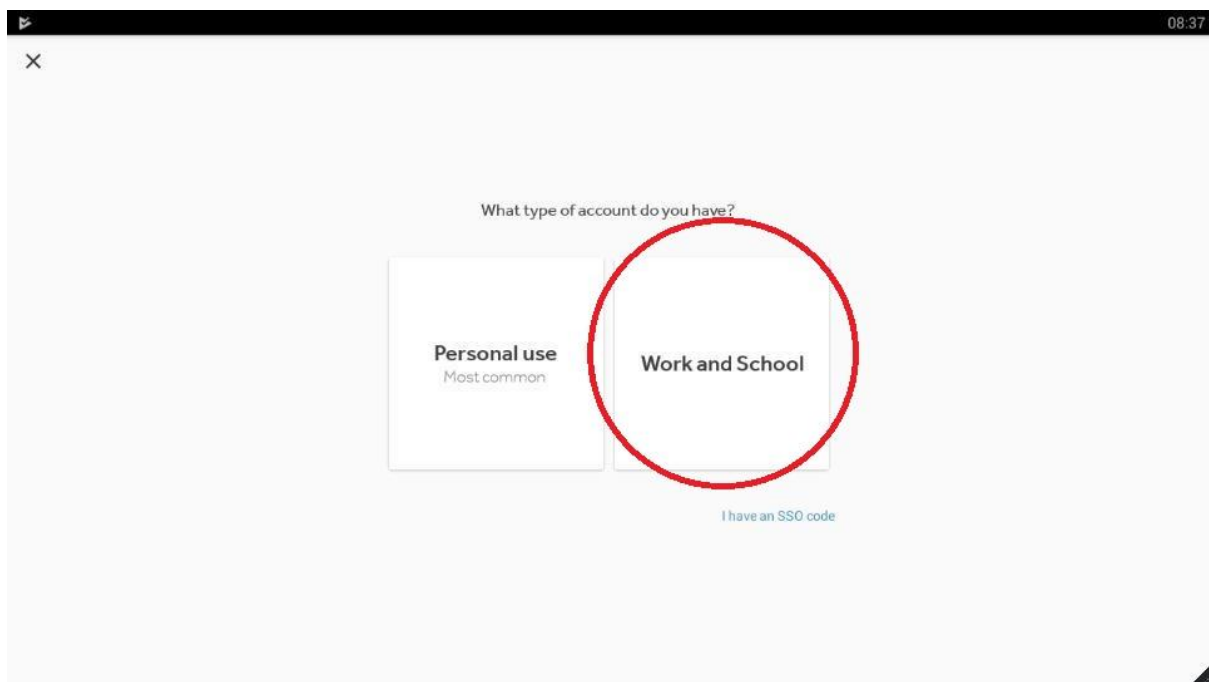 08:37
What type of account do you have?
Personal use
Most common
Work and School
I have an SSO code